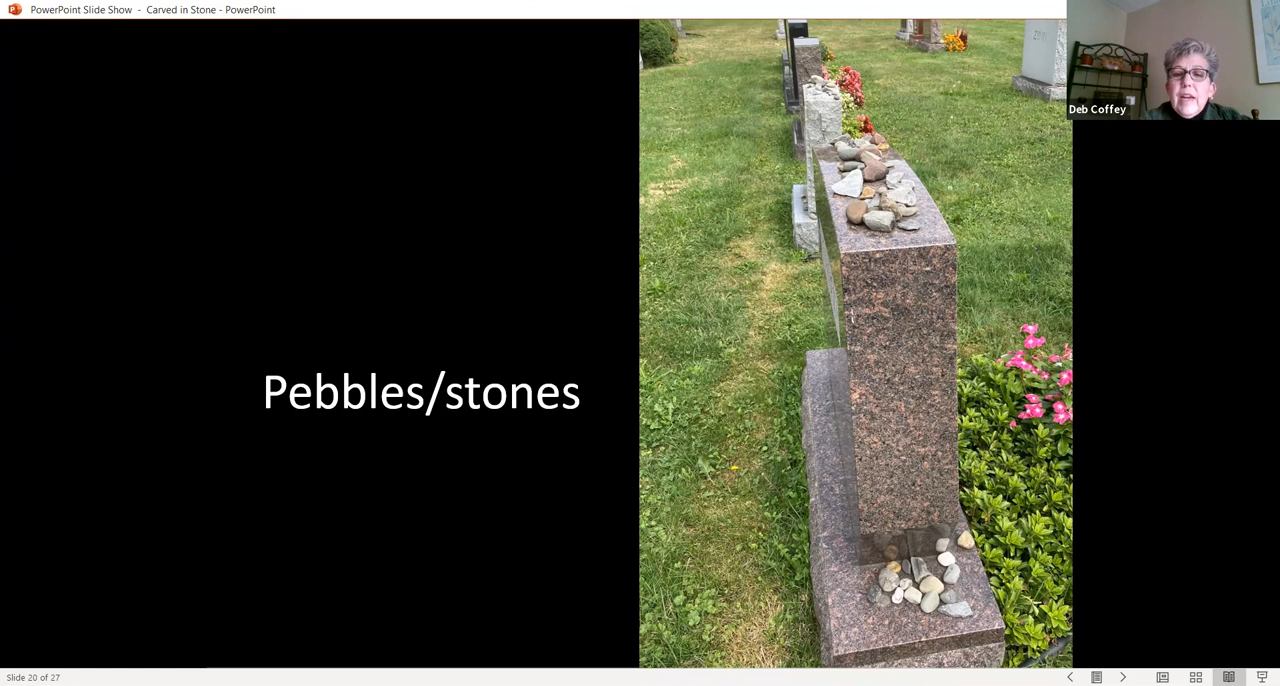 PowerPoint Slide Show - Carved in Stone - PowerPoint
Deb Coffey
Pebbles/stones
Slide 20 of 27